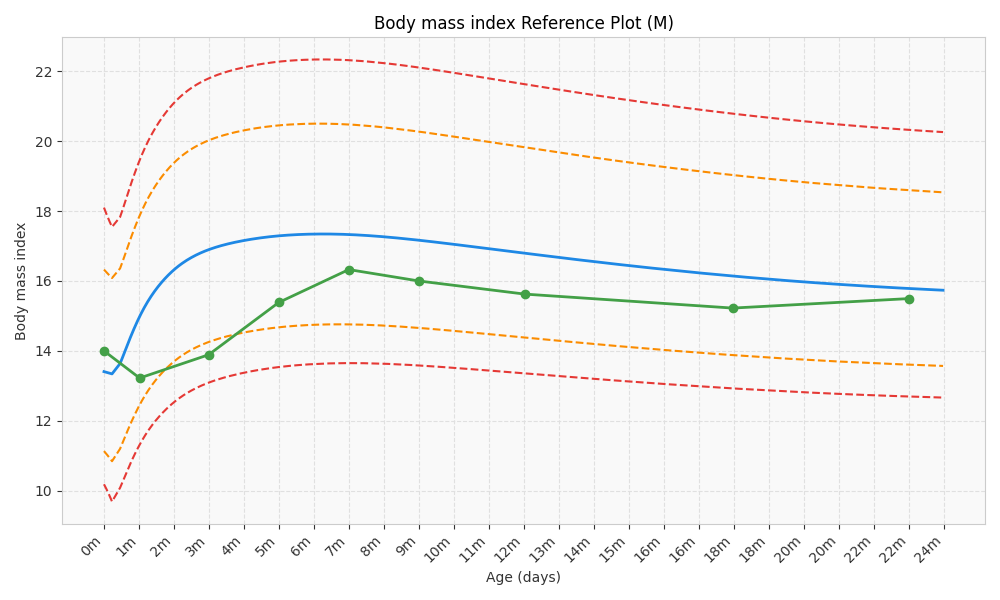 Body mass index Reference Plot (M)
Body mass index
22
20
18
16
14
12
10
0m 1m 2m 3m 4m 5m 6m 7m 8m 9m 10m 11m 12m 13m 14m 15m 16m 16m 18m 18m 20m 20m 22m 22m 24m
Age (days)